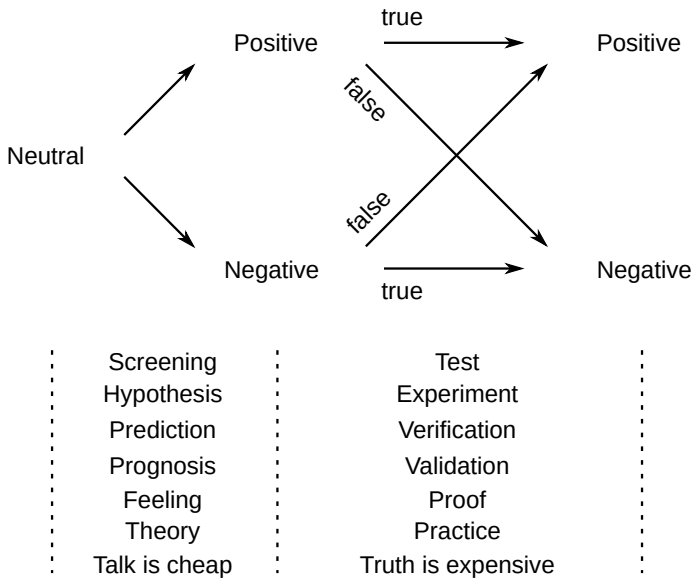 true
Positive
Positive
false
Neutral
false
Negative
Negative
true
Screening
Test
Hypothesis
Experiment
Prediction
Verification
Prognosis
Validation
Feeling
Proof
Theory
Practice
Talk is cheap
Truth is expensive